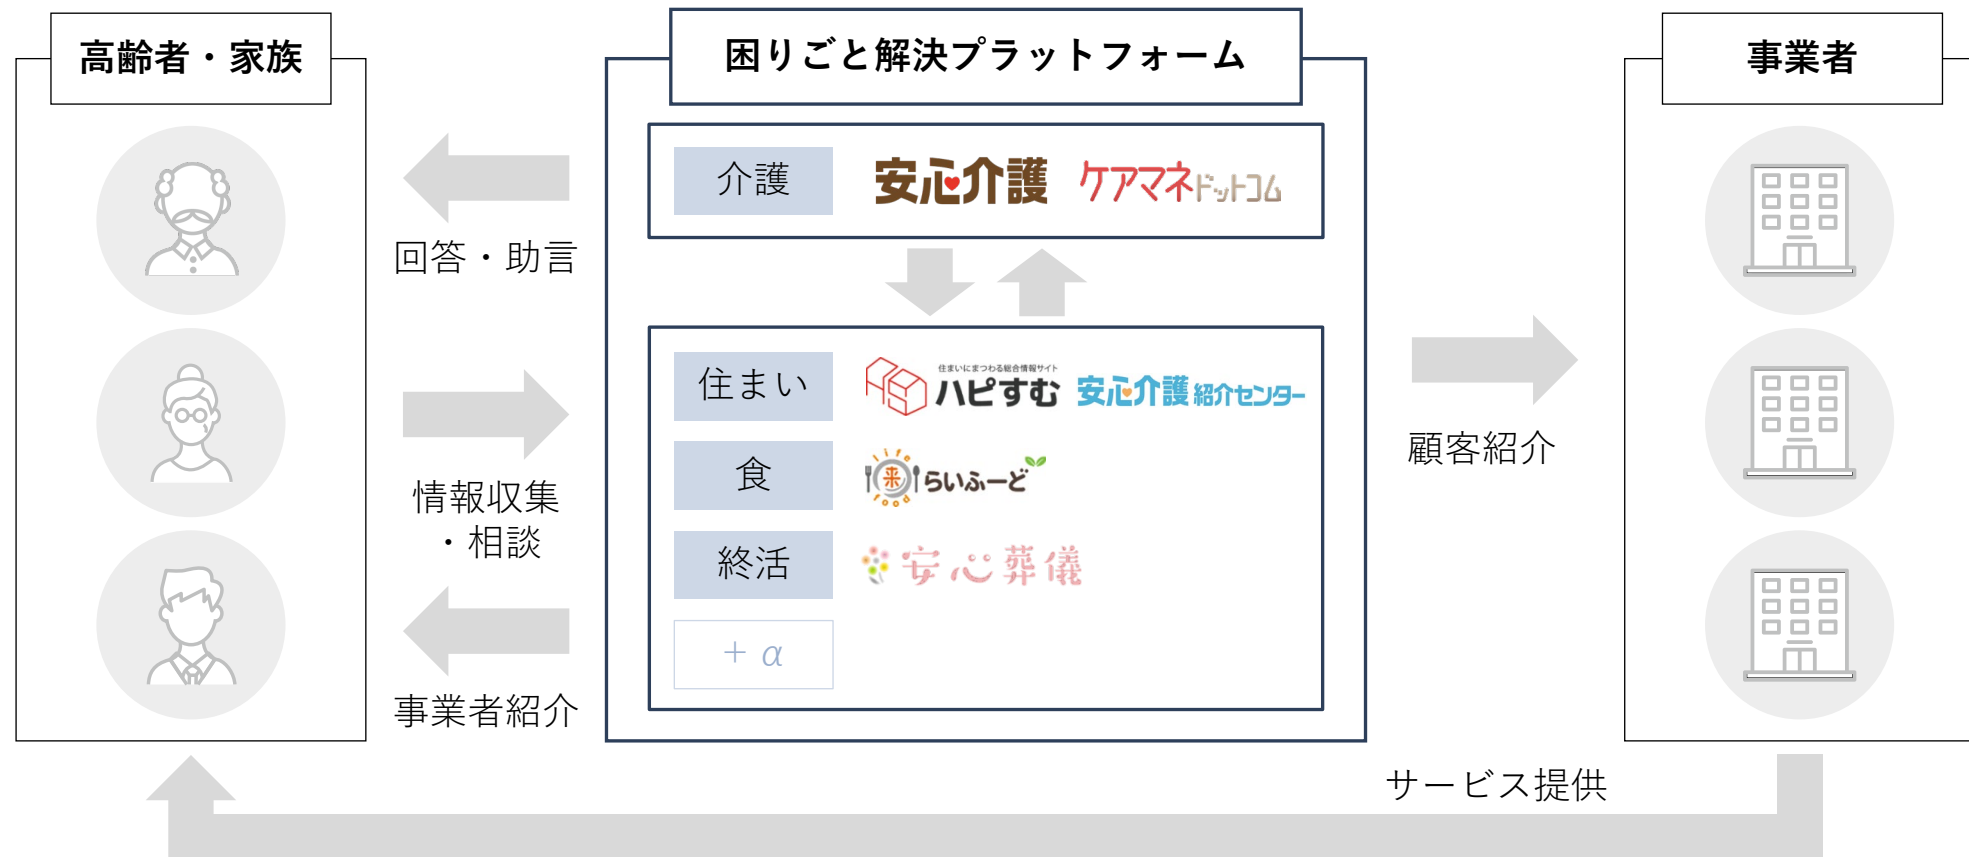 高齢者・家族
困りごと解決プラットフォーム
事業者
介護
安心介護
ケアマネドットコム
回答・助言
住まい
住まいにまつわる総合情報サイト
ハピすむ
安心介護紹介センター
情報収集
・相談
食
life
来
food
らいふーど
顧客紹介
終活
安心葬儀
+ α
事業者紹介
サービス提供